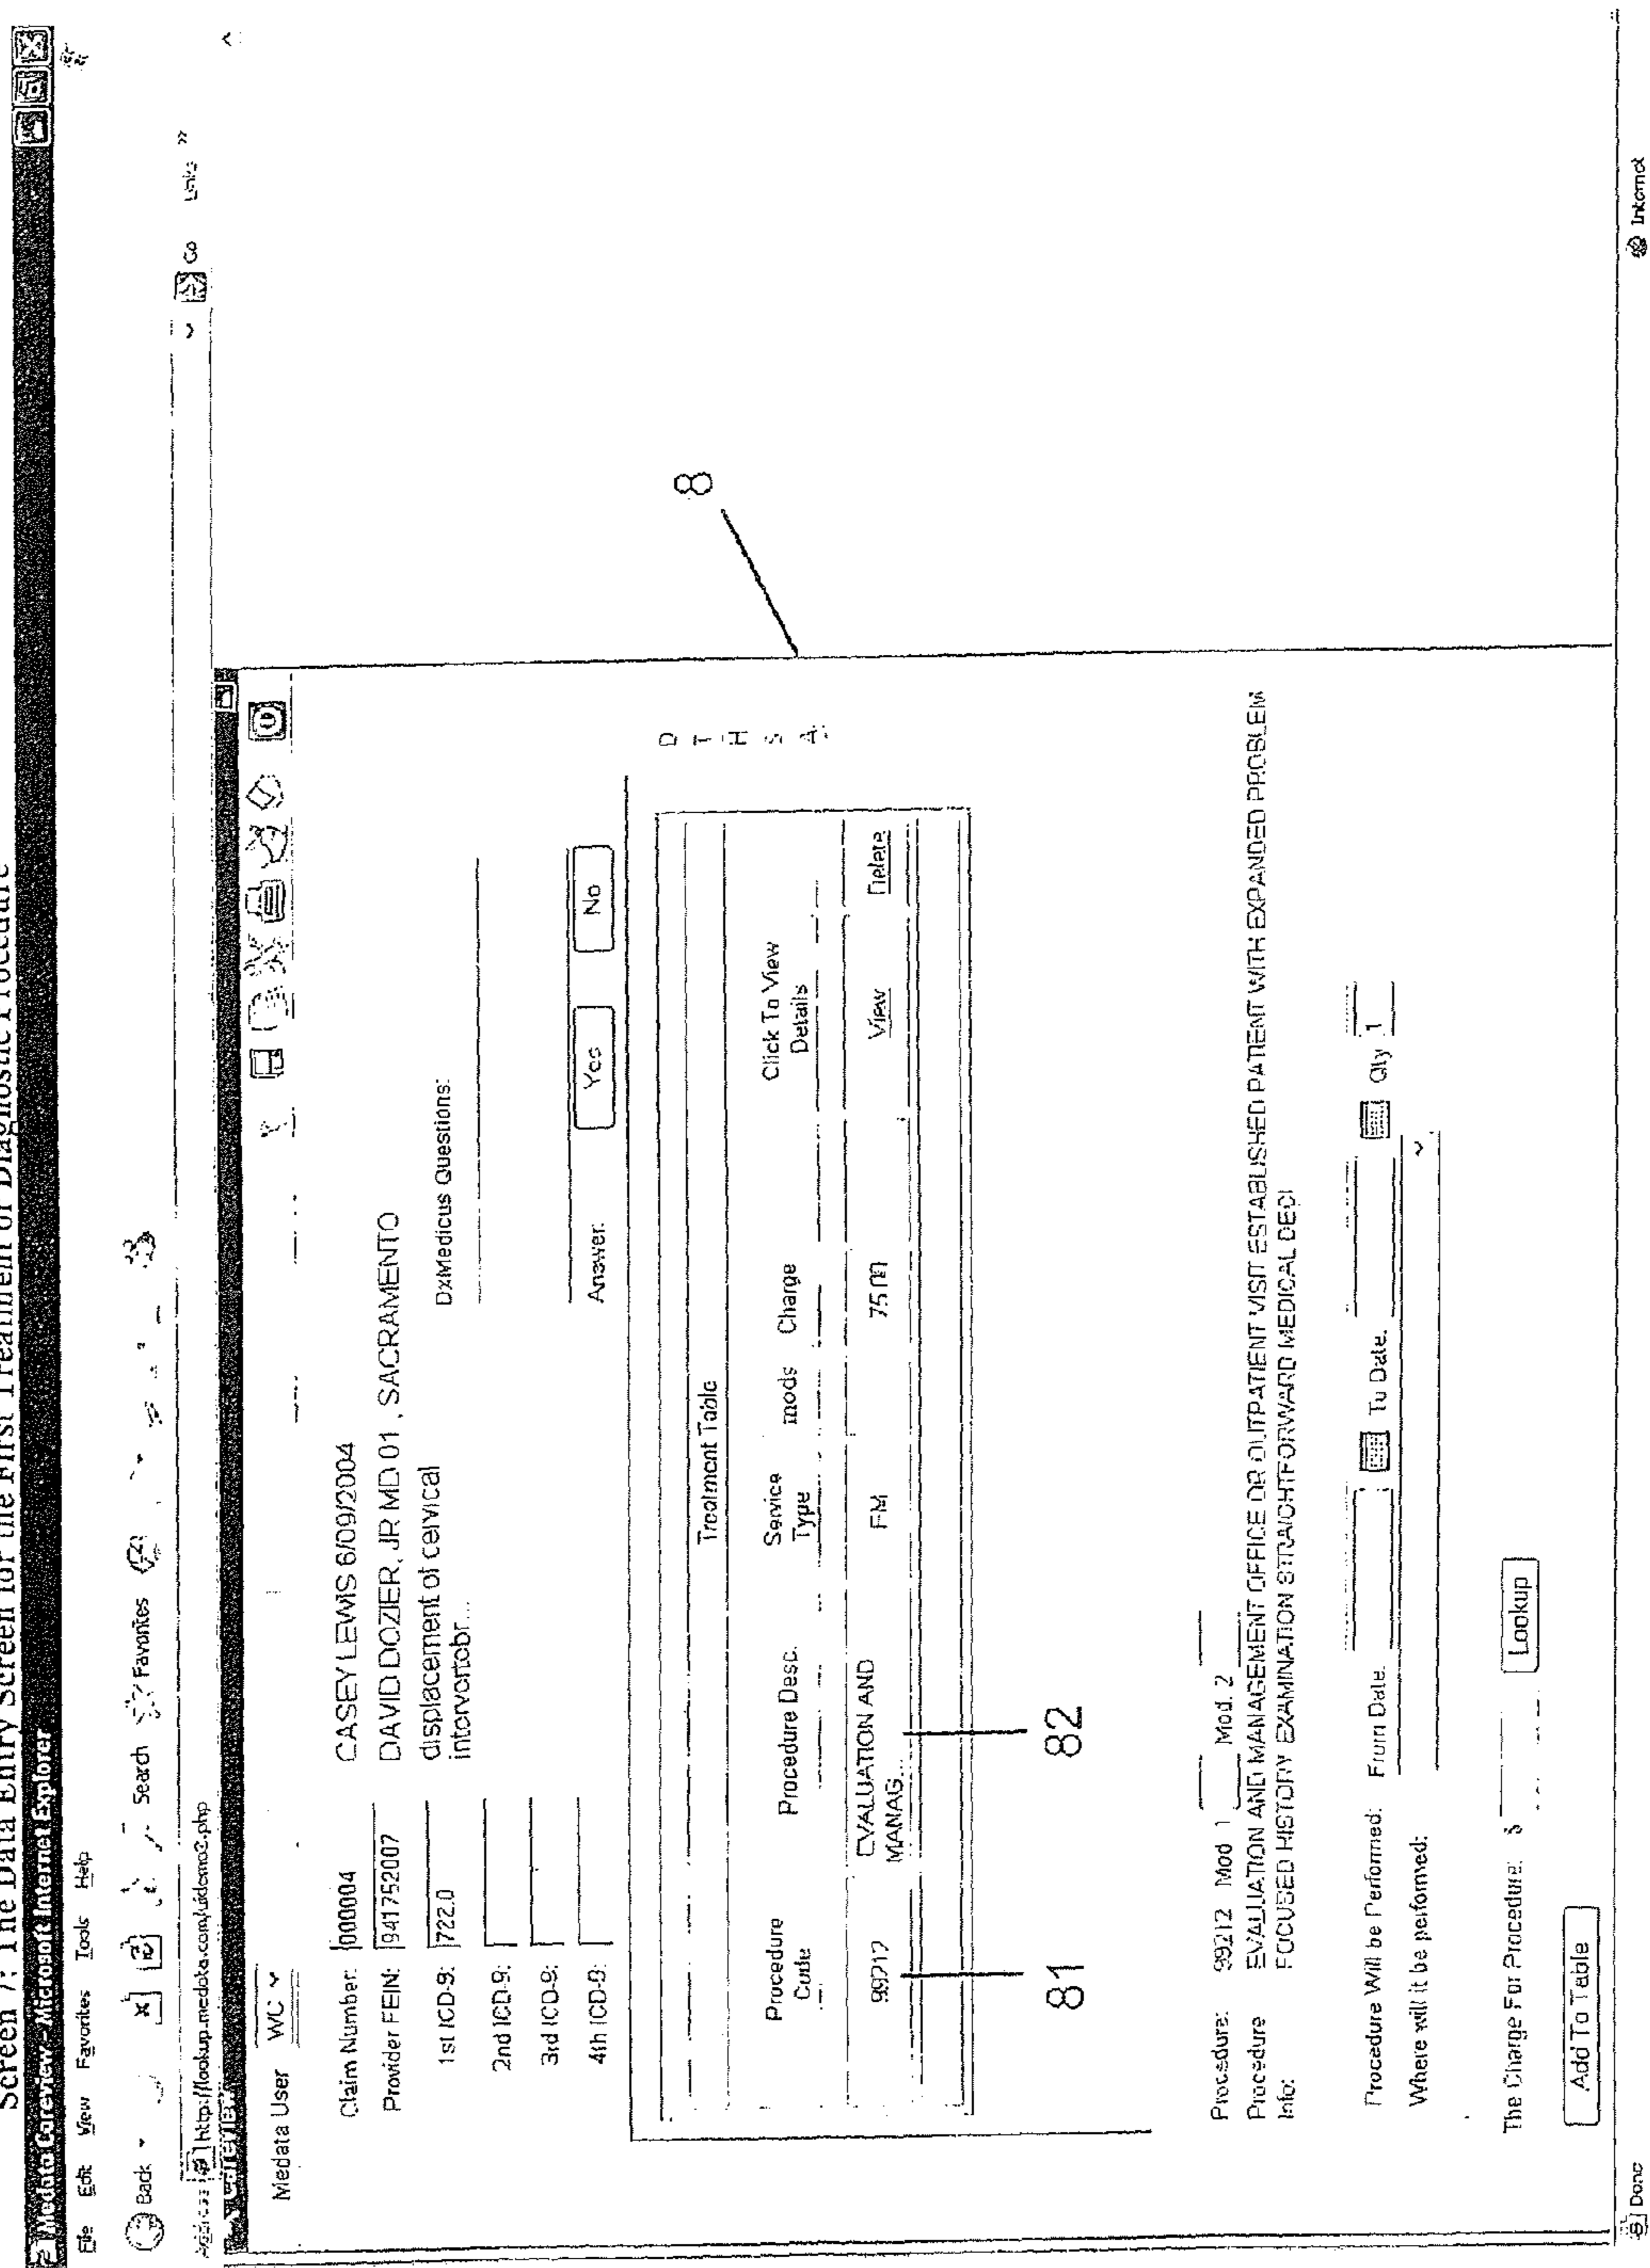 Screen 7: The Data Entry Screen for the First Treatment or Diagnostic Procedure
Medata Careview - Microsoft Internet Explorer
File Edit View Favorites Tools Help
Back Search Favorites
Address http://lookup.medata.com/uidemo2.php Go Links »
Careview
Medata User WC
Claim Number: 000004 CASEY LEWIS 6/09/2004
Provider FEIN: 941752007 DAVID DOZIER, JR MD 01 , SACRAMENTO
1st ICD-9: 722.0 displacement of cervical
intervertebr...
DxMedicus Questions:
2nd ICD-9:
3rd ICD-9:
4th ICD-9:
Answer: Yes No
D
T
H
S
A
8
Treatment Table
Procedure Code Procedure Desc. Service Type mods Charge Click To View Details
99212 EVALUATION AND MANAG... EM 75.00 View Delete
81 82
Procedure: 99212 Mod 1 Mod. 2
Procedure Info: EVALUATION AND MANAGEMENT OFFICE OR OUTPATIENT VISIT ESTABLISHED PATIENT WITH EXPANDED PROBLEM
FOCUSED HISTORY EXAMINATION STRAIGHTFORWARD MEDICAL DECI
Procedure Will be Performed: From Date: To Date: Qty 1
Where will it be performed:
The Charge For Procedure: $ Lookup
Add To Table
Done Internet